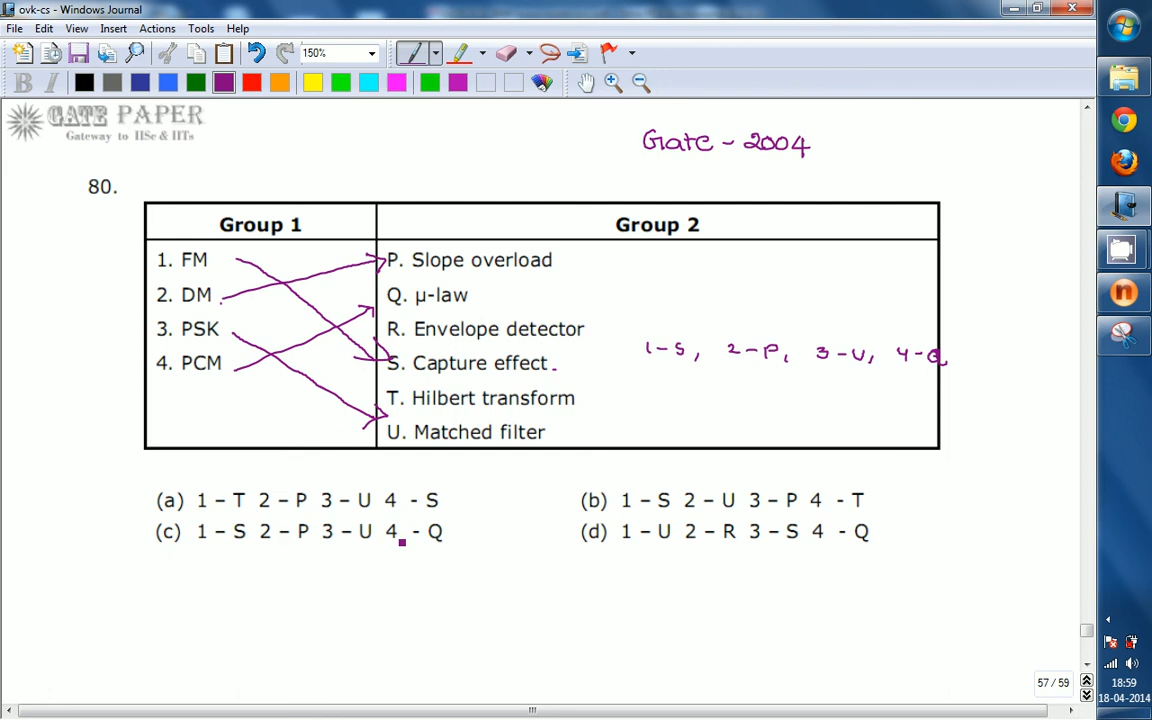 ovk-cs - Windows Journal
File Edit View Insert Actions Tools Help
150%
GATE PAPER
Gateway to IISc & IITs
Gate - 2004
80.
Group 1 Group 2
1. FM P. Slope overload
2. DM Q. μ-law
3. PSK R. Envelope detector
4. PCM S. Capture effect
1-S, 2-P, 3-U, 4-Q
T. Hilbert transform
U. Matched filter
(a) 1 – T 2 – P 3 – U 4 - S (b) 1 – S 2 – U 3 – P 4 - T
(c) 1 – S 2 – P 3 – U 4 - Q (d) 1 – U 2 – R 3 – S 4 - Q
57 / 59
18:59
18-04-2014